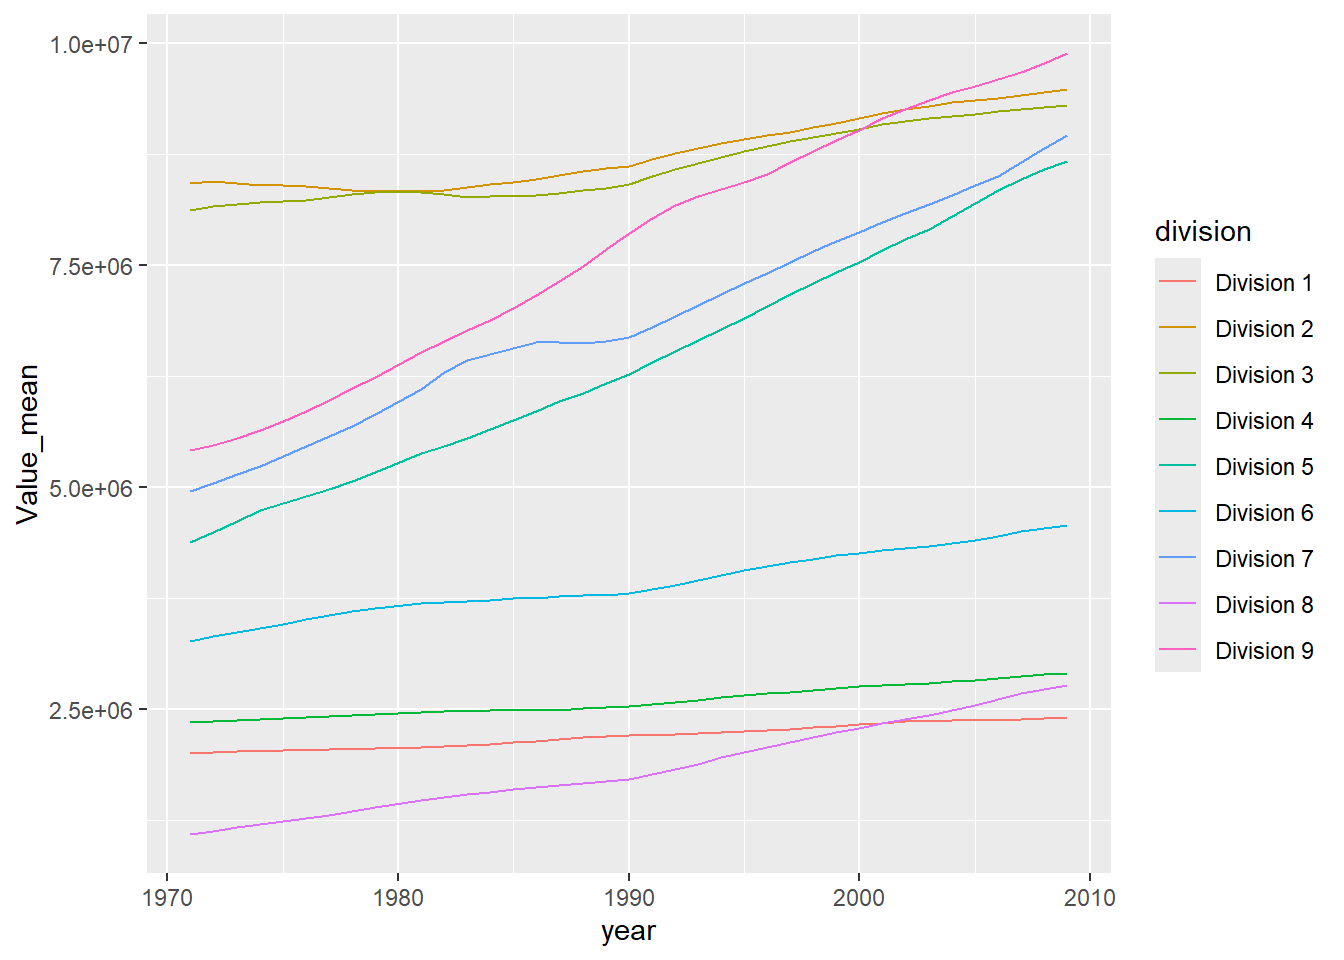 1.0e+07
7.5e+06
5.0e+06
2.5e+06
Value_mean
1970
1980
1990
2000
2010
year
division
Division 1
Division 2
Division 3
Division 4
Division 5
Division 6
Division 7
Division 8
Division 9